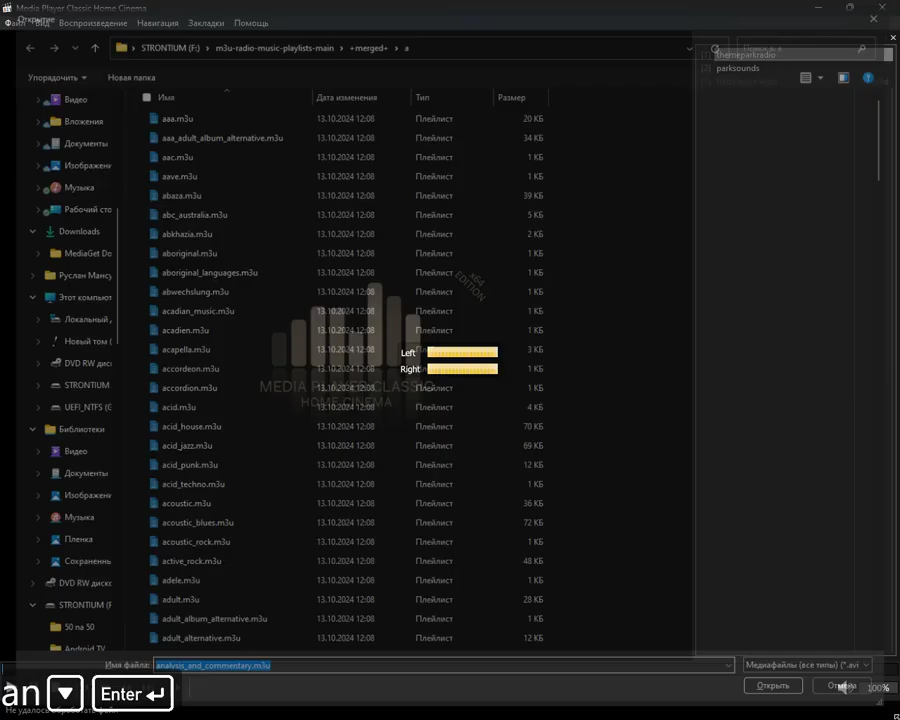 Media Player Classic Home Cinema
Открытие
Файл Вид Воспроизведение Навигация Закладки Помощь
STRONTIUM (F:) › m3u-radio-music-playlists-main › +merged+ › a
Поиск в: a
[1] themeparkradio
[2] parksounds
Упорядочить
Новая папка
Имя
Дата изменения
Тип
Размер
Видео
Вложения
Документы
Изображени
Музыка
Рабочий сто
Downloads
MediaGet Do
Руслан Мансу
Этот компьют
Локальный
Новый том (
DVD RW диско
STRONTIUM
UEFI_NTFS (G
Библиотеки
Видео
Документы
Изображени
Музыка
Пленка
Сохраненны
DVD RW диско
STRONTIUM (F
50 na 50
Android TV
aaa.m3u 13.10.2024 12:08 Плейлист 20 КБ
aaa_adult_album_alternative.m3u 13.10.2024 12:08 Плейлист 34 КБ
aac.m3u 13.10.2024 12:08 Плейлист 1 КБ
aave.m3u 13.10.2024 12:08 Плейлист 1 КБ
abaza.m3u 13.10.2024 12:08 Плейлист 39 КБ
abc_australia.m3u 13.10.2024 12:08 Плейлист 5 КБ
abkhazia.m3u 13.10.2024 12:08 Плейлист 2 КБ
aboriginal.m3u 13.10.2024 12:08 Плейлист 1 КБ
aboriginal_languages.m3u 13.10.2024 12:08 Плейлист 1 КБ
abwechslung.m3u 13.10.2024 12:08 Плейлист 1 КБ
acadian_music.m3u 13.10.2024 12:08 Плейлист 1 КБ
acadien.m3u 13.10.2024 12:08 Плейлист 1 КБ
acapella.m3u 13.10.2024 12:08 Плейлист 3 КБ
accordeon.m3u 13.10.2024 12:08 Плейлист 1 КБ
accordion.m3u 13.10.2024 12:08 Плейлист 1 КБ
acid.m3u 13.10.2024 12:08 Плейлист 4 КБ
acid_house.m3u 13.10.2024 12:08 Плейлист 70 КБ
acid_jazz.m3u 13.10.2024 12:08 Плейлист 69 КБ
acid_punk.m3u 13.10.2024 12:08 Плейлист 12 КБ
acid_techno.m3u 13.10.2024 12:08 Плейлист 1 КБ
acoustic.m3u 13.10.2024 12:08 Плейлист 36 КБ
acoustic_blues.m3u 13.10.2024 12:08 Плейлист 72 КБ
acoustic_rock.m3u 13.10.2024 12:08 Плейлист 1 КБ
active_rock.m3u 13.10.2024 12:08 Плейлист 48 КБ
adele.m3u 13.10.2024 12:08 Плейлист 1 КБ
adult.m3u 13.10.2024 12:08 Плейлист 28 КБ
adult_album_alternative.m3u 13.10.2024 12:08 Плейлист 1 КБ
adult_alternative.m3u 13.10.2024 12:08 Плейлист 12 КБ
x64
EDITION
Left
Right
MEDIA PLAYER CLASSIC
HOME CINEMA
Имя файла:
analysis_and_commentary.m3u
Медиафайлы (все типы) (*.avi
Открыть
Отмена
100%
an ▼ Enter ↵
Не удалось обработать файл